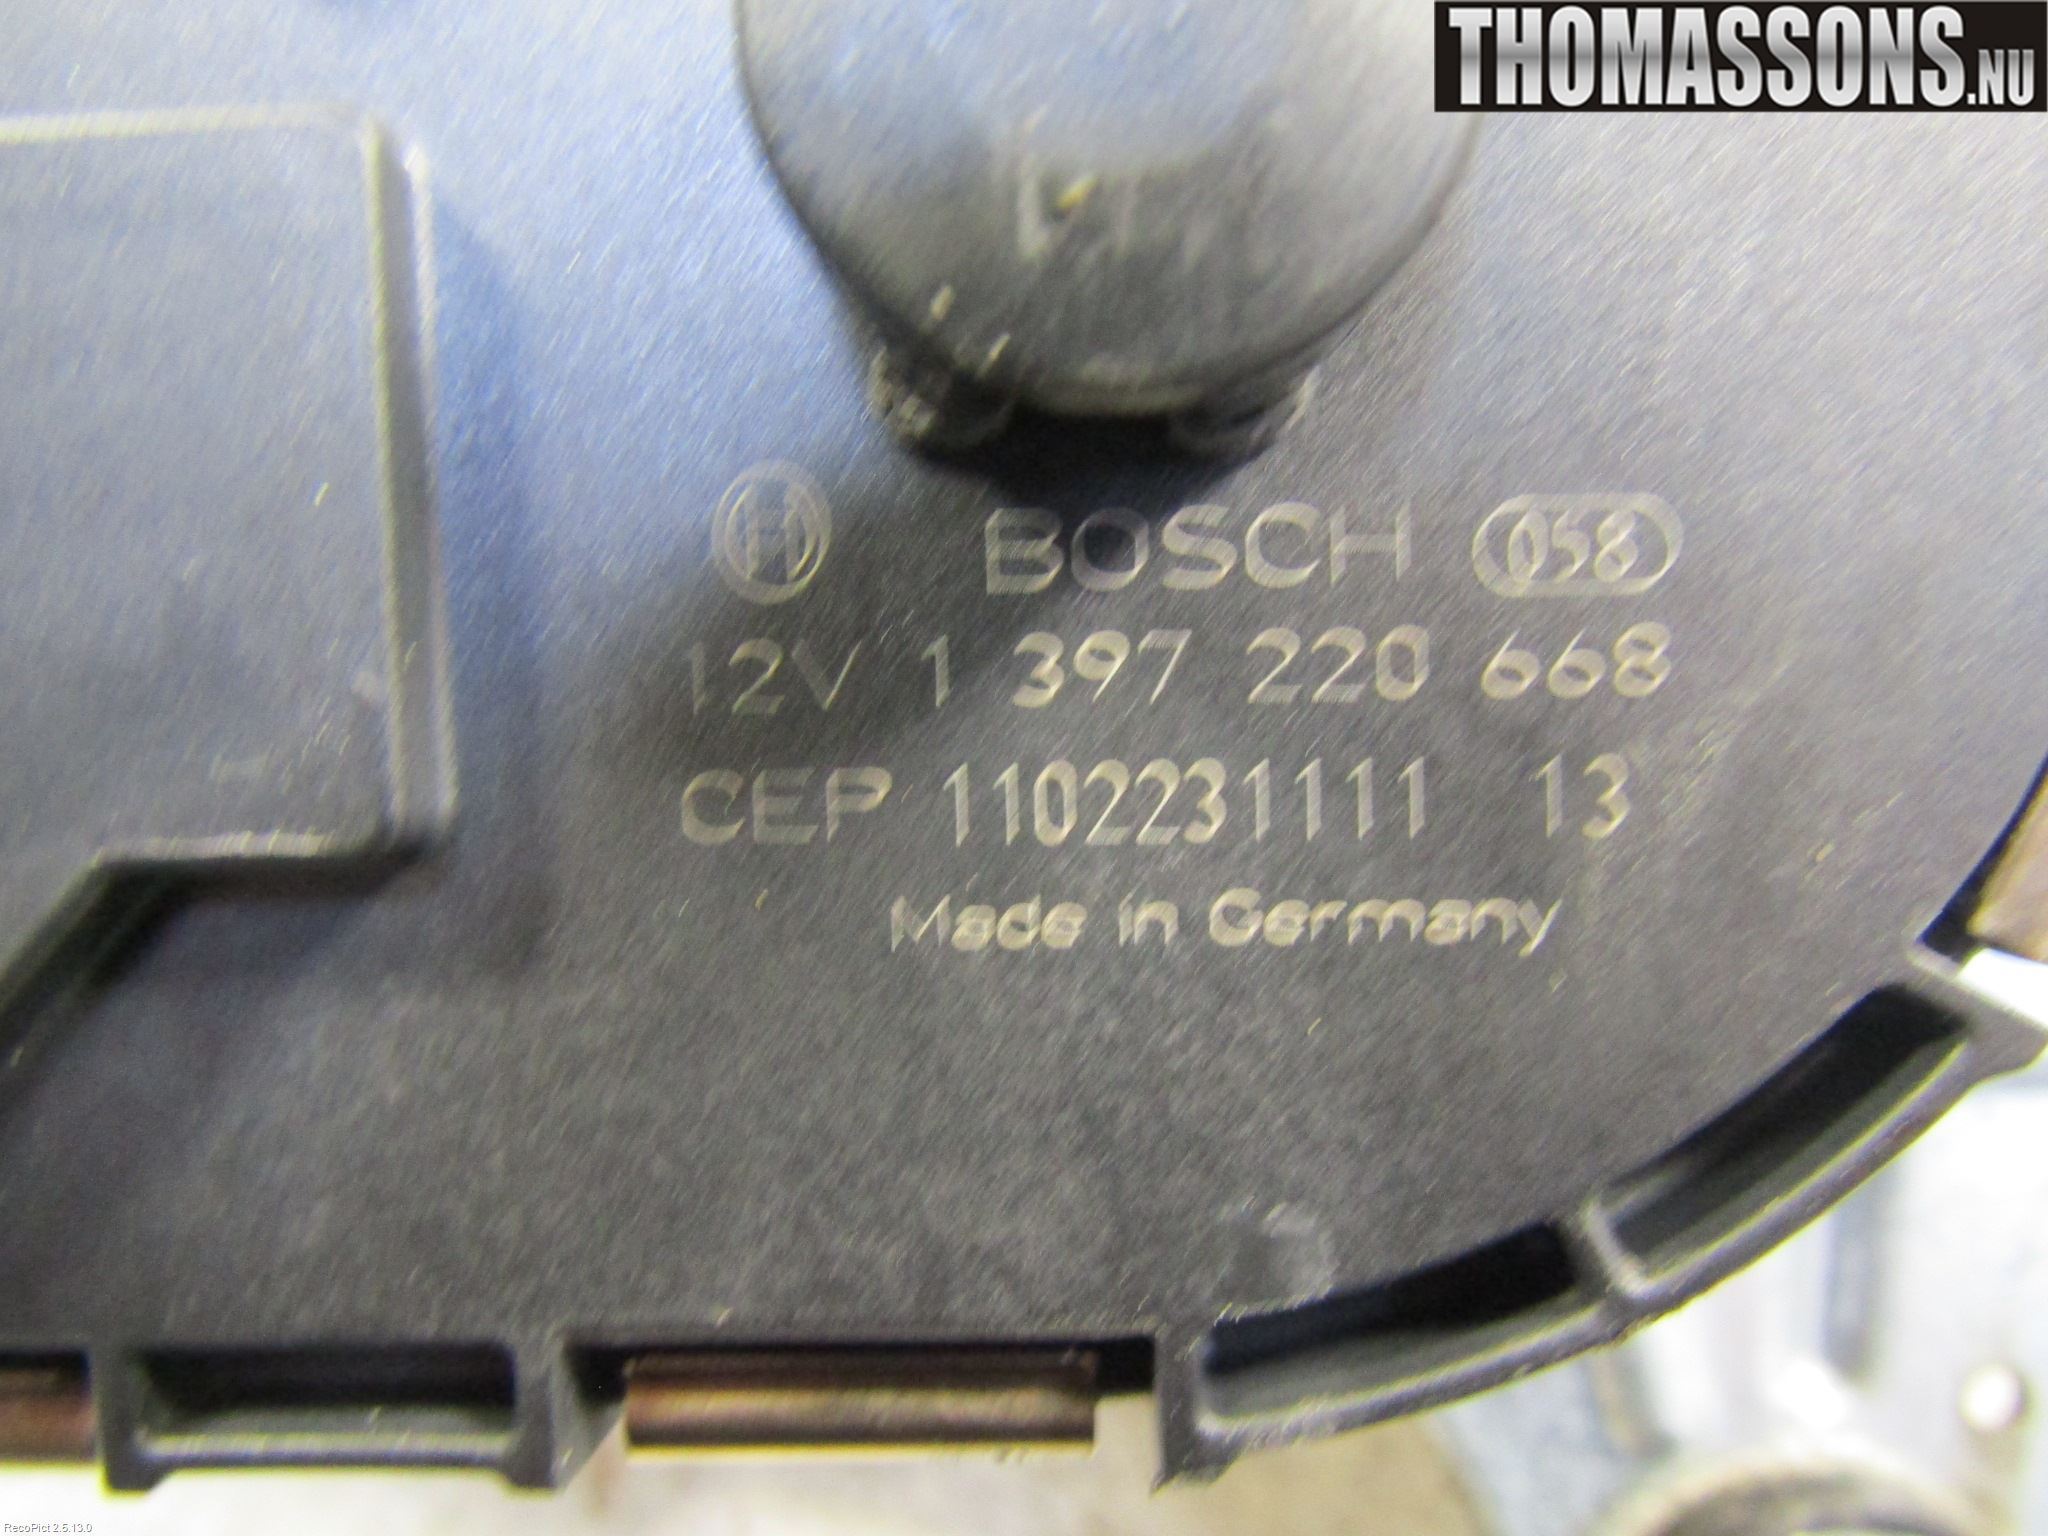 THOMASSONS.NU
BOSCH 058
12V 1 397 220 668
CEP 1102231111 13
Made in Germany
RecoPict 2.5.13.0